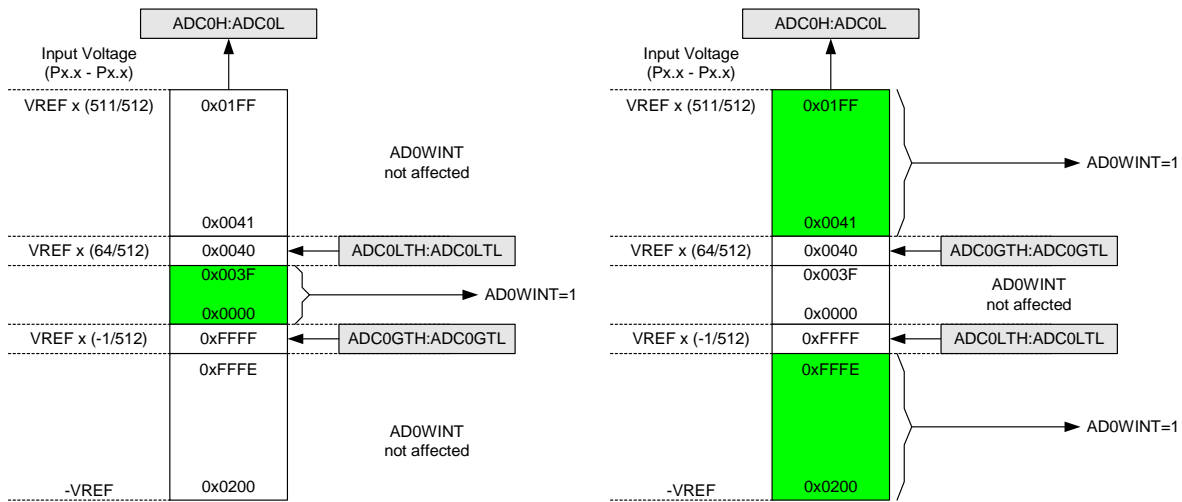 ADC0H:ADC0L
Input Voltage
(Px.x - Px.x)
VREF x (511/512)
0x01FF
AD0WINT
not affected
0x0041
VREF x (64/512)
0x0040
ADC0LTH:ADC0LTL
0x003F
AD0WINT=1
0x0000
VREF x (-1/512)
0xFFFF
ADC0GTH:ADC0GTL
0xFFFE
AD0WINT
not affected
-VREF
0x0200
ADC0H:ADC0L
Input Voltage
(Px.x - Px.x)
VREF x (511/512)
0x01FF
AD0WINT=1
0x0041
VREF x (64/512)
0x0040
ADC0GTH:ADC0GTL
0x003F
AD0WINT
not affected
0x0000
VREF x (-1/512)
0xFFFF
ADC0LTH:ADC0LTL
0xFFFE
AD0WINT=1
-VREF
0x0200